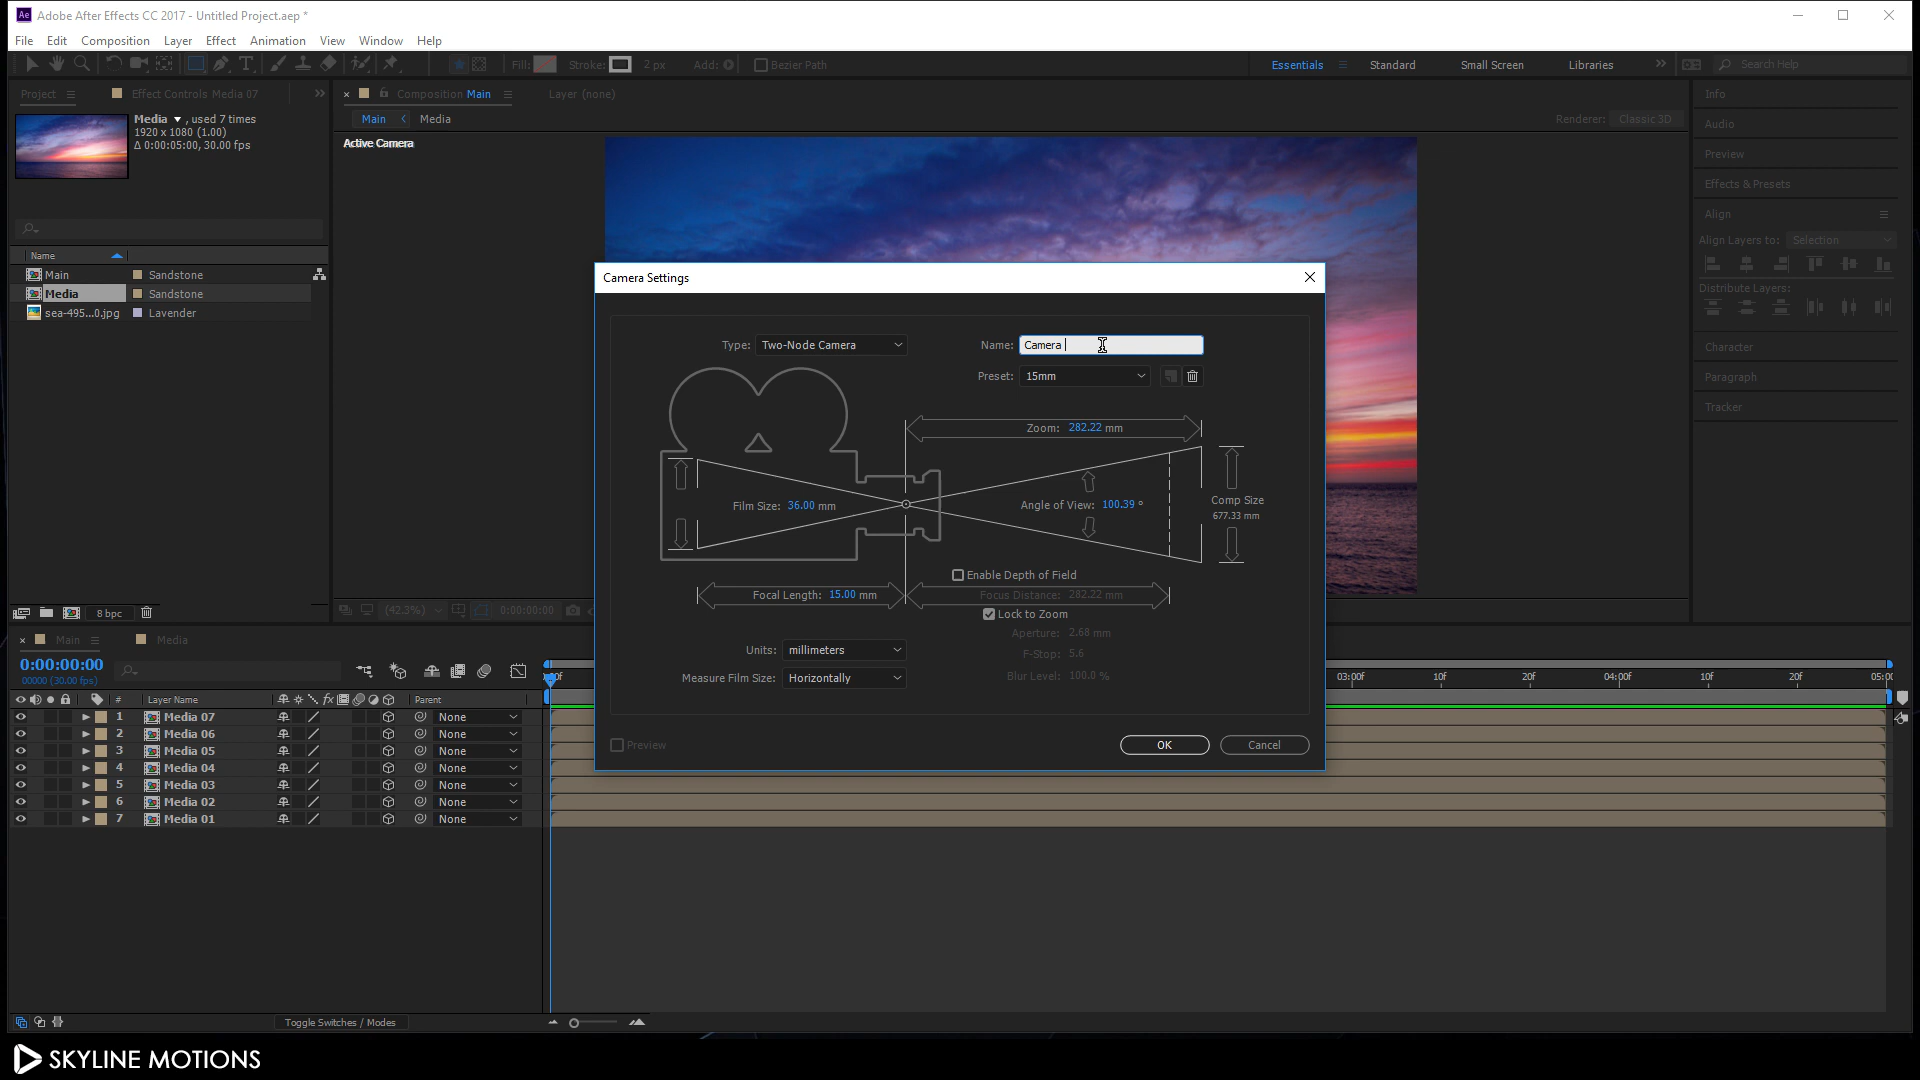 Ae Adobe After Effects CC 2017 - Untitled Project.aep *
File Edit Composition Layer Effect Animation View Window Help
Fill: Stroke: 2 px Add: Bezier Path Essentials Standard Small Screen Libraries Search Help
Project Effect Controls Media 07 Composition Main Layer (none) Info
Media , used 7 times
1920 x 1080 (1.00)
Δ 0:00:05:00, 30.00 fps
Main Media Renderer: Classic 3D
Active Camera
Audio
Preview
Effects & Presets
Align
Align Layers to: Selection
Distribute Layers:
Character
Paragraph
Tracker
Name
Main Sandstone
Media Sandstone
sea-495...0.jpg Lavender
8 bpc
(42.3%) 0:00:00:00
Camera Settings
Type: Two-Node Camera Name: Camera
Preset: 15mm
Zoom: 282.22 mm
Film Size: 36.00 mm Angle of View: 100.39 ° Comp Size
677.33 mm
Enable Depth of Field
Focal Length: 15.00 mm Focus Distance: 282.22 mm
Lock to Zoom
Aperture: 2.68 mm
Units: millimeters F-Stop: 5.6
Measure Film Size: Horizontally Blur Level: 100.0 %
Preview OK Cancel
Main Media
0:00:00:00
00000 (30.00 fps)
03:00f 10f 20f 04:00f 10f 20f 05:00
# Layer Name fx Parent
1 Media 07 None
2 Media 06 None
3 Media 05 None
4 Media 04 None
5 Media 03 None
6 Media 02 None
7 Media 01 None
Toggle Switches / Modes
SKYLINE MOTIONS